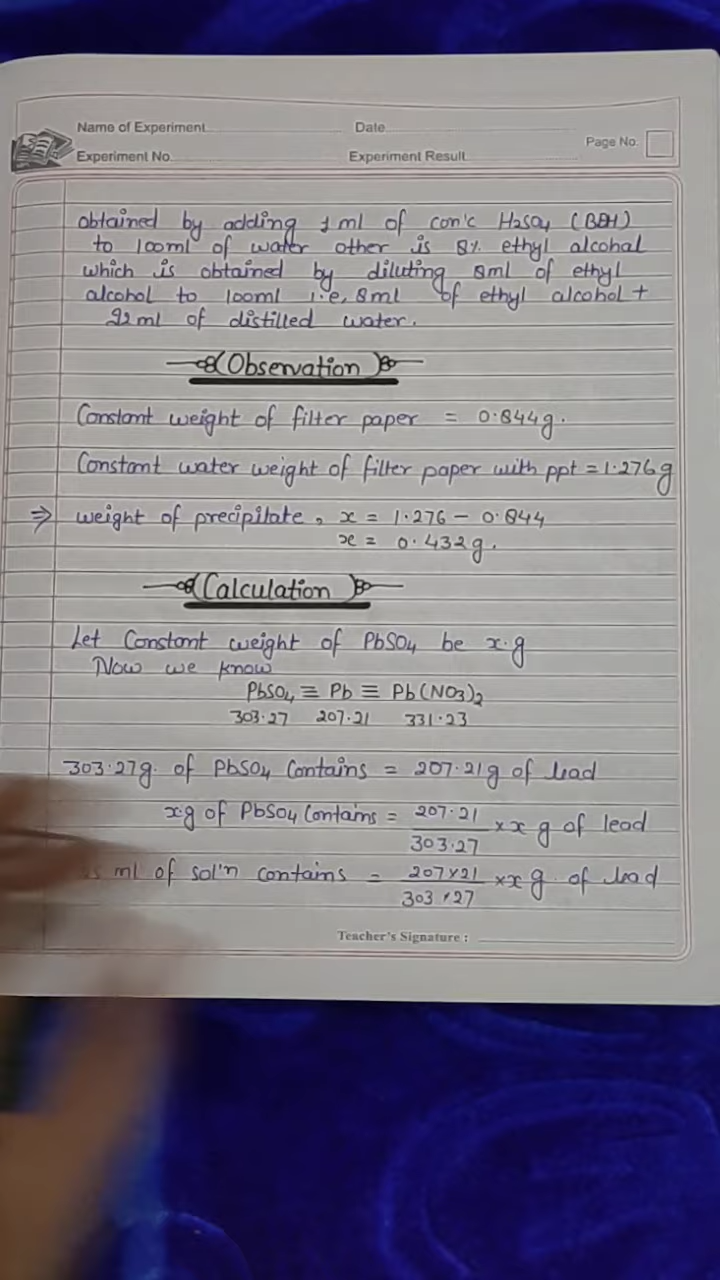 Name of Experiment Date
Page No.
Experiment No. Experiment Result
obtained by adding 1 ml of con'c H2SO4 (BDH)
to 100ml of water other is 8% ethyl alcohal
which is obtained by diluting 8ml of ethyl
alcohol to 100ml i.e, 8ml of ethyl alcohol +
92ml of distilled water.
Observation
Constant weight of filter paper = 0.844g.
Constant water weight of filter paper with ppt = 1.276g
⇒ weight of precipitate, x = 1.276 - 0.844
x = 0.432g.
Calculation
Let Constant weight of PbSO4 be x.g
Now we know
PbSO4 ≡ Pb ≡ Pb(NO3)2
303.27 207.21 331.23
303.27g. of PbSO4 Contains = 207.21g of lead
x.g of PbSO4 Contains = 207.21/303.27 × x g of lead
ml of sol'n contains = 207×21/303.27 × x g. of lead
Teacher's Signature :